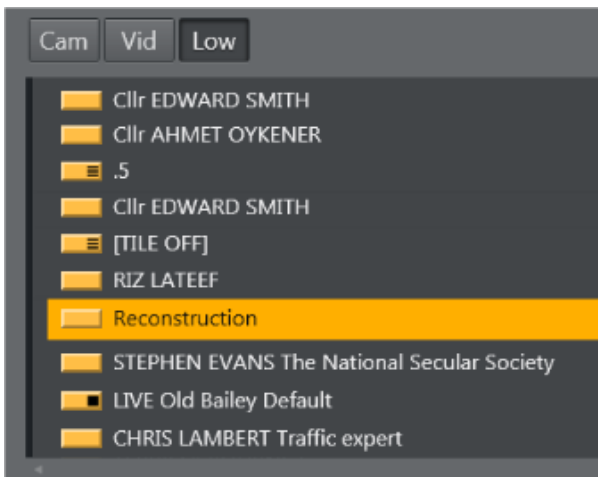 Cam Vid Low
Cllr EDWARD SMITH
Cllr AHMET OYKENER
.5
Cllr EDWARD SMITH
[TILE OFF]
RIZ LATEEF
Reconstruction
STEPHEN EVANS The National Secular Society
LIVE Old Bailey Default
CHRIS LAMBERT Traffic expert